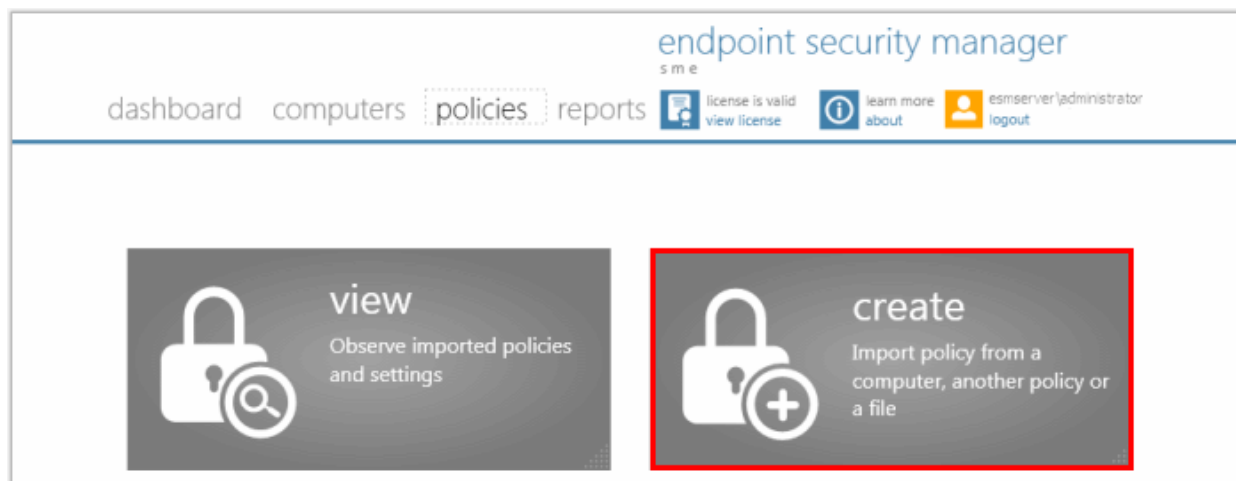 endpoint security manager
sme
dashboard computers policies reports
license is valid
view license
learn more
about
esmserver\administrator
logout
view
Observe imported policies
and settings
create
Import policy from a
computer, another policy or
a file